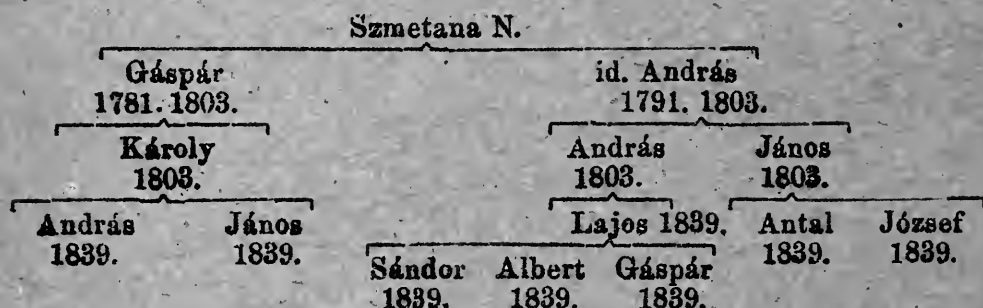 Szmetana N.
Gáspár id. András
1781. 1803. 1791. 1803.
Károly András János
1803. 1803. 1803.
András János Lajos 1839. Antal József
1839. 1839. 1839. 1839.
Sándor Albert Gáspár
1839. 1839. 1839.